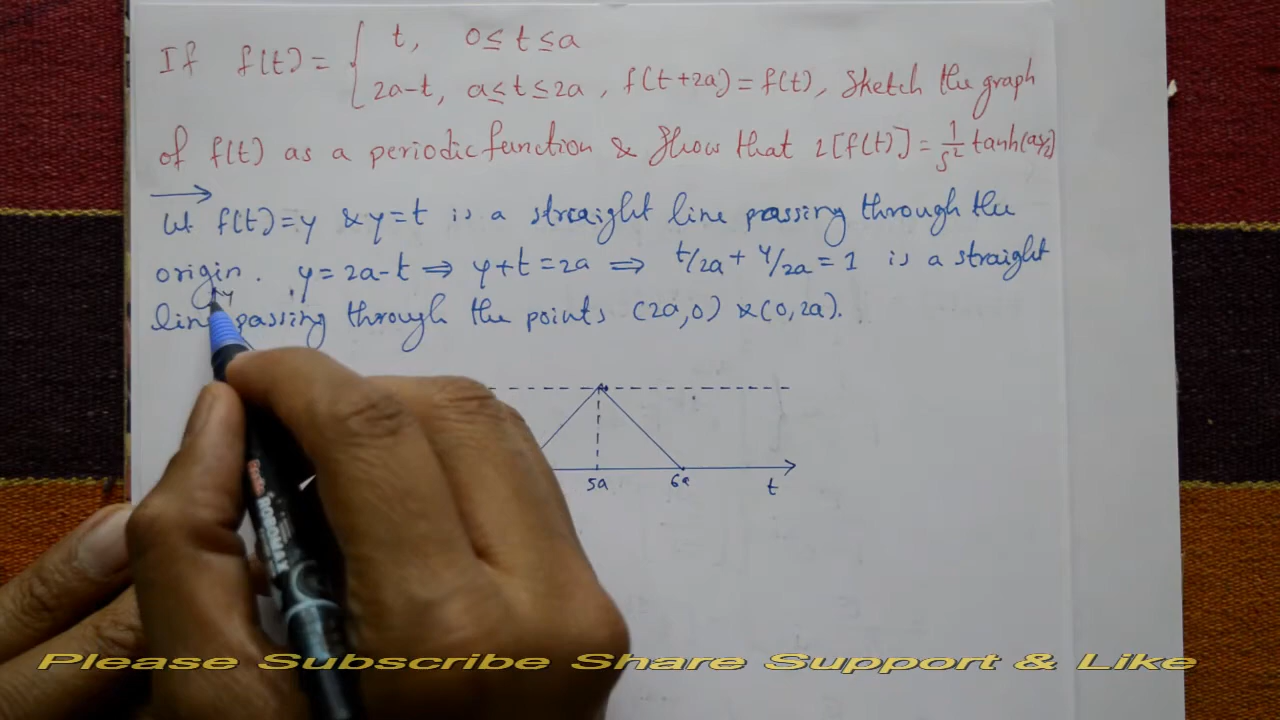 If f(t) = { t, 0 ≤ t ≤ a
2a-t, a ≤ t ≤ 2a, f(t+2a) = f(t), Sketch the graph
of f(t) as a periodic function & Show that L[f(t)] = 1/s² tanh(as/2)
Let f(t) = y & y = t is a straight line passing through the
origin. y = 2a-t ⇒ y+t = 2a ⇒ t/2a + y/2a = 1 is a straight
line passing through the points (2a,0) & (0,2a).
y
5a 6a t
ROBOMAX
Please Subscribe Share Support & Like